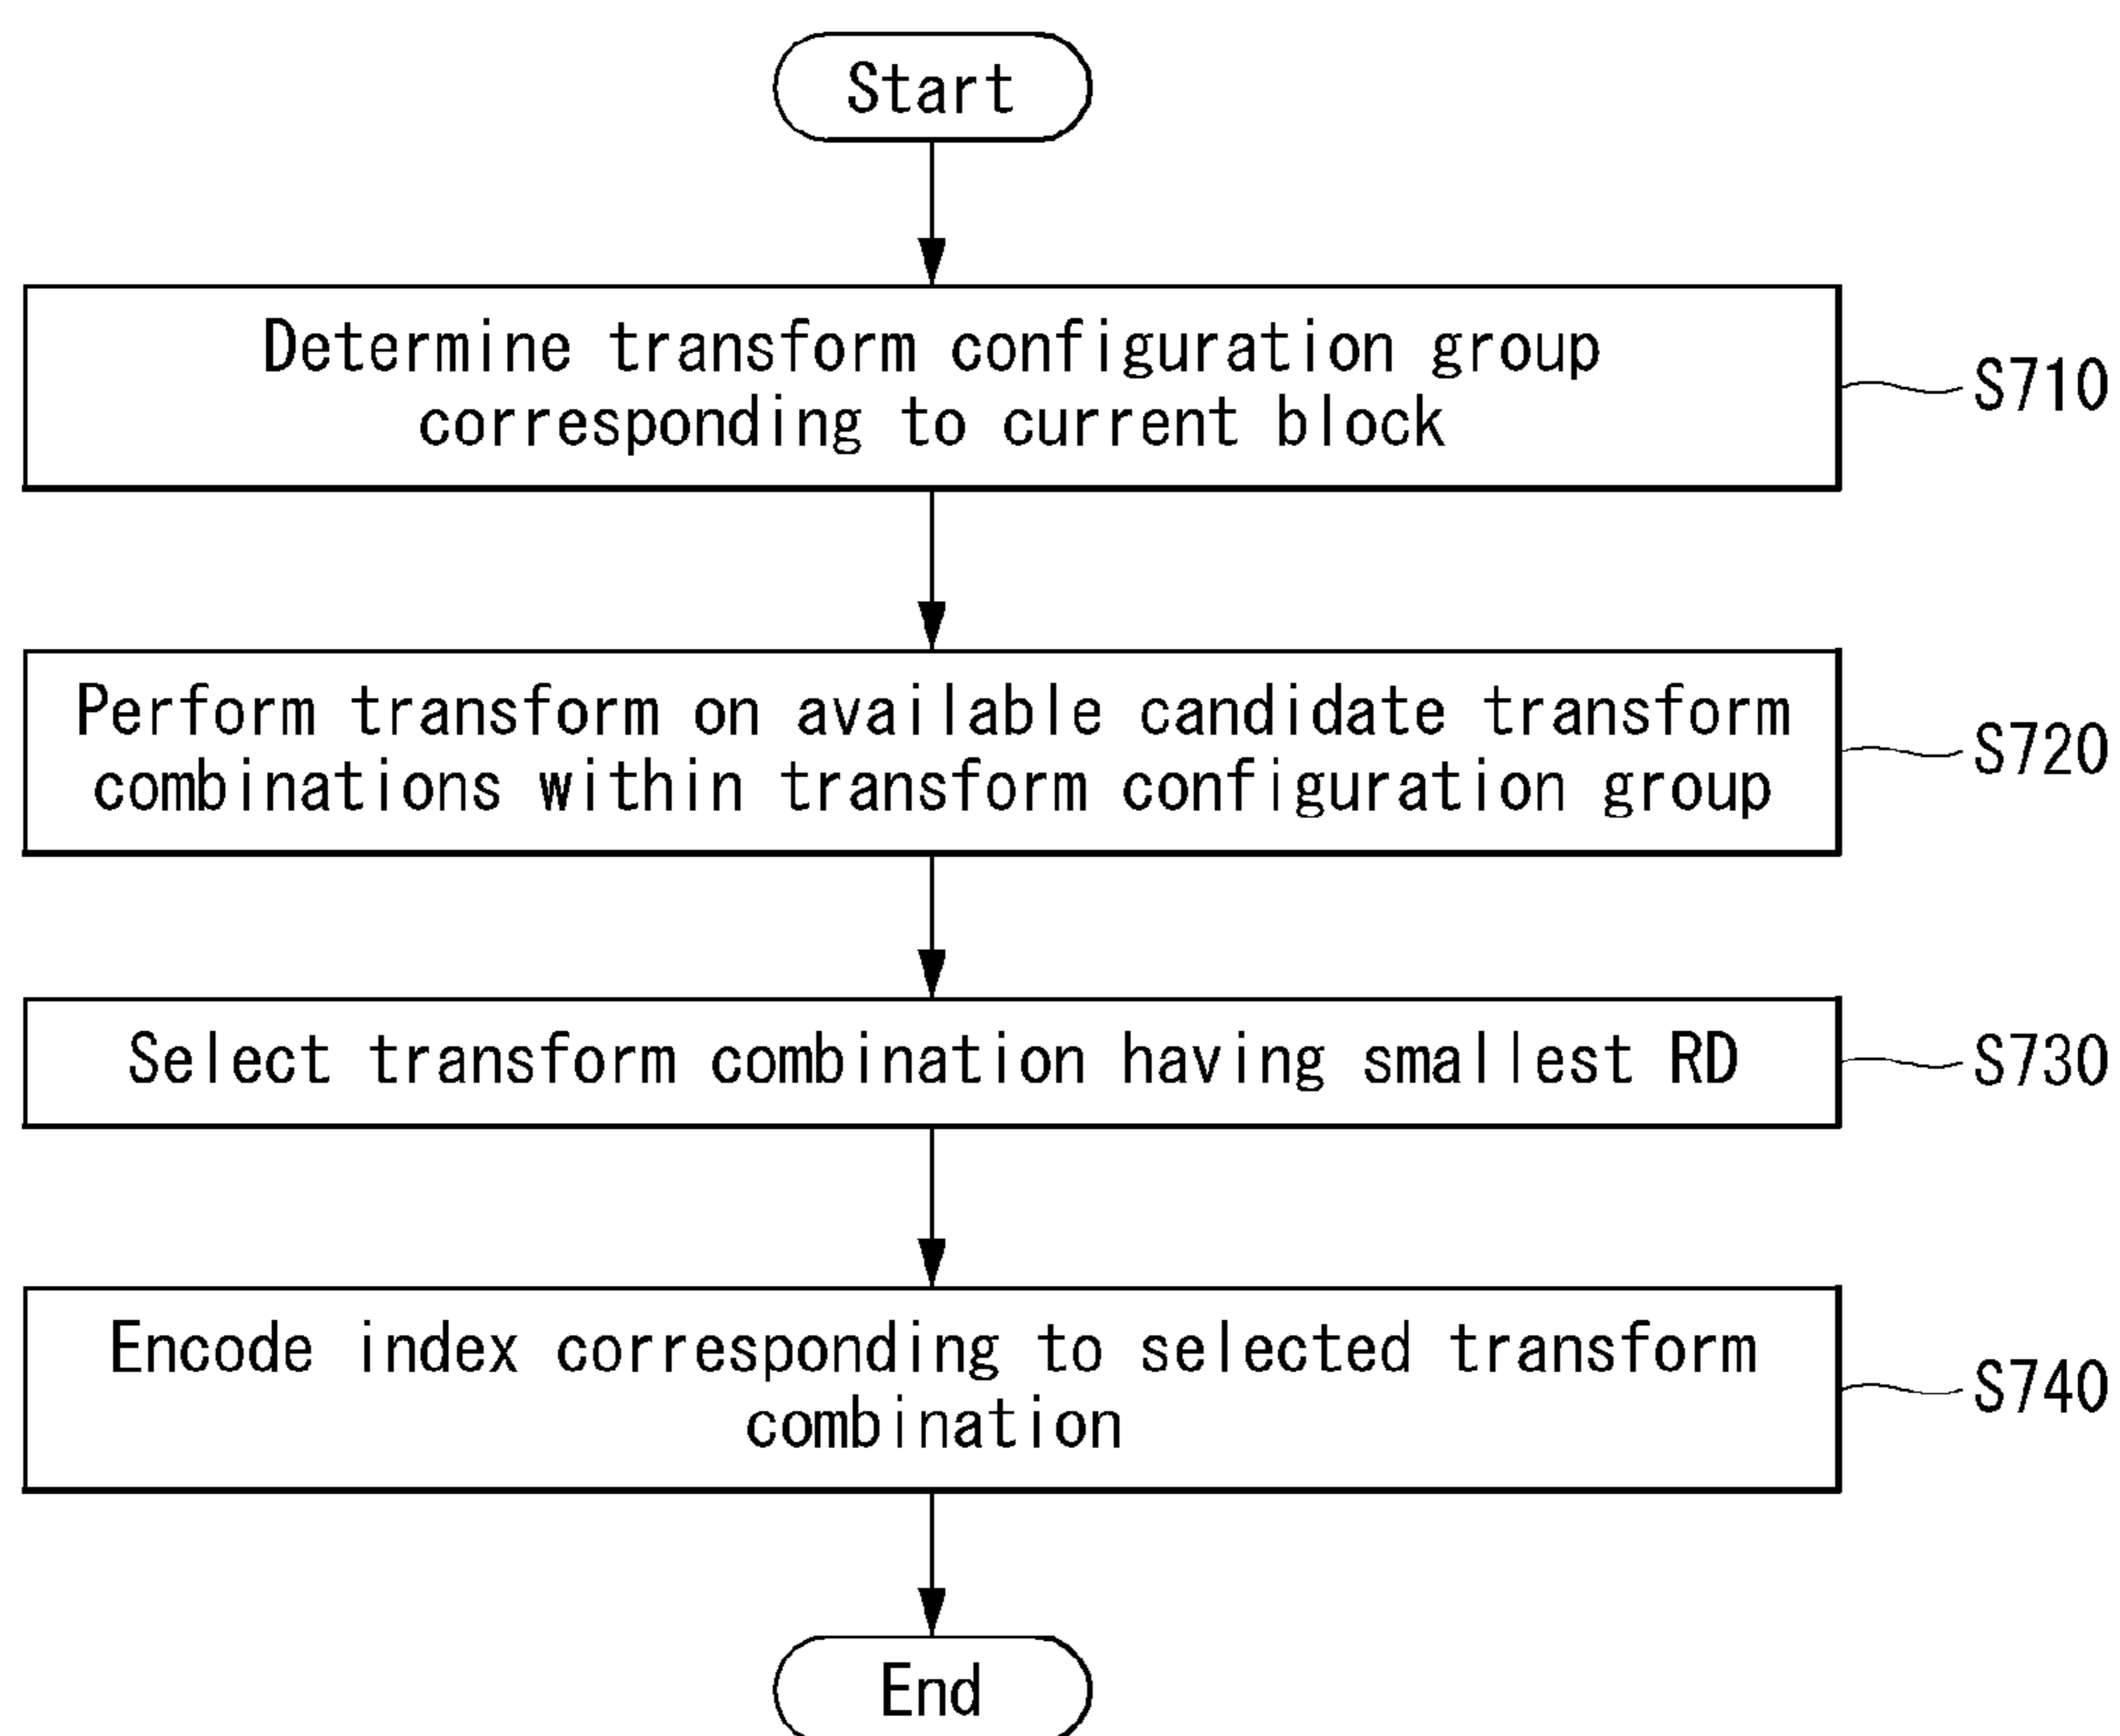 Start
Determine transform configuration group
corresponding to current block
S710
Perform transform on available candidate transform
combinations within transform configuration group
S720
Select transform combination having smallest RD
S730
Encode index corresponding to selected transform
combination
S740
End